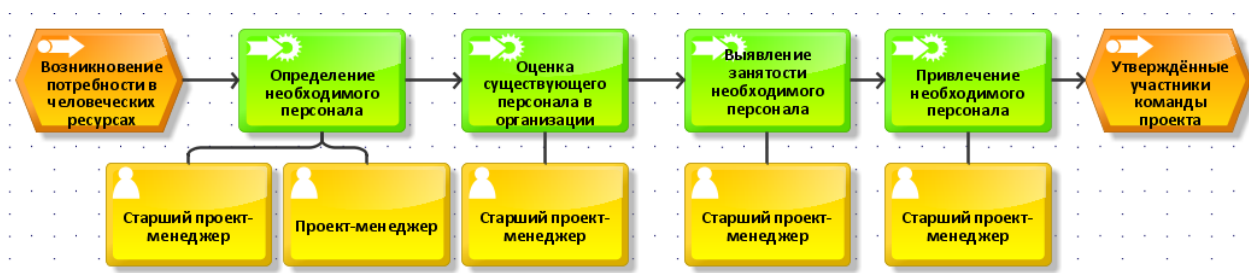 Возникновение
потребности в
человеческих
ресурсах
Определение
необходимого
персонала
Оценка
существующего
персонала в
организации
Выявление
занятости
необходимого
персонала
Привлечение
необходимого
персонала
Утверждённые
участники
команды
проекта
Старший проект-
менеджер
Проект-менеджер
Старший проект-
менеджер
Старший проект-
менеджер
Старший проект-
менеджер